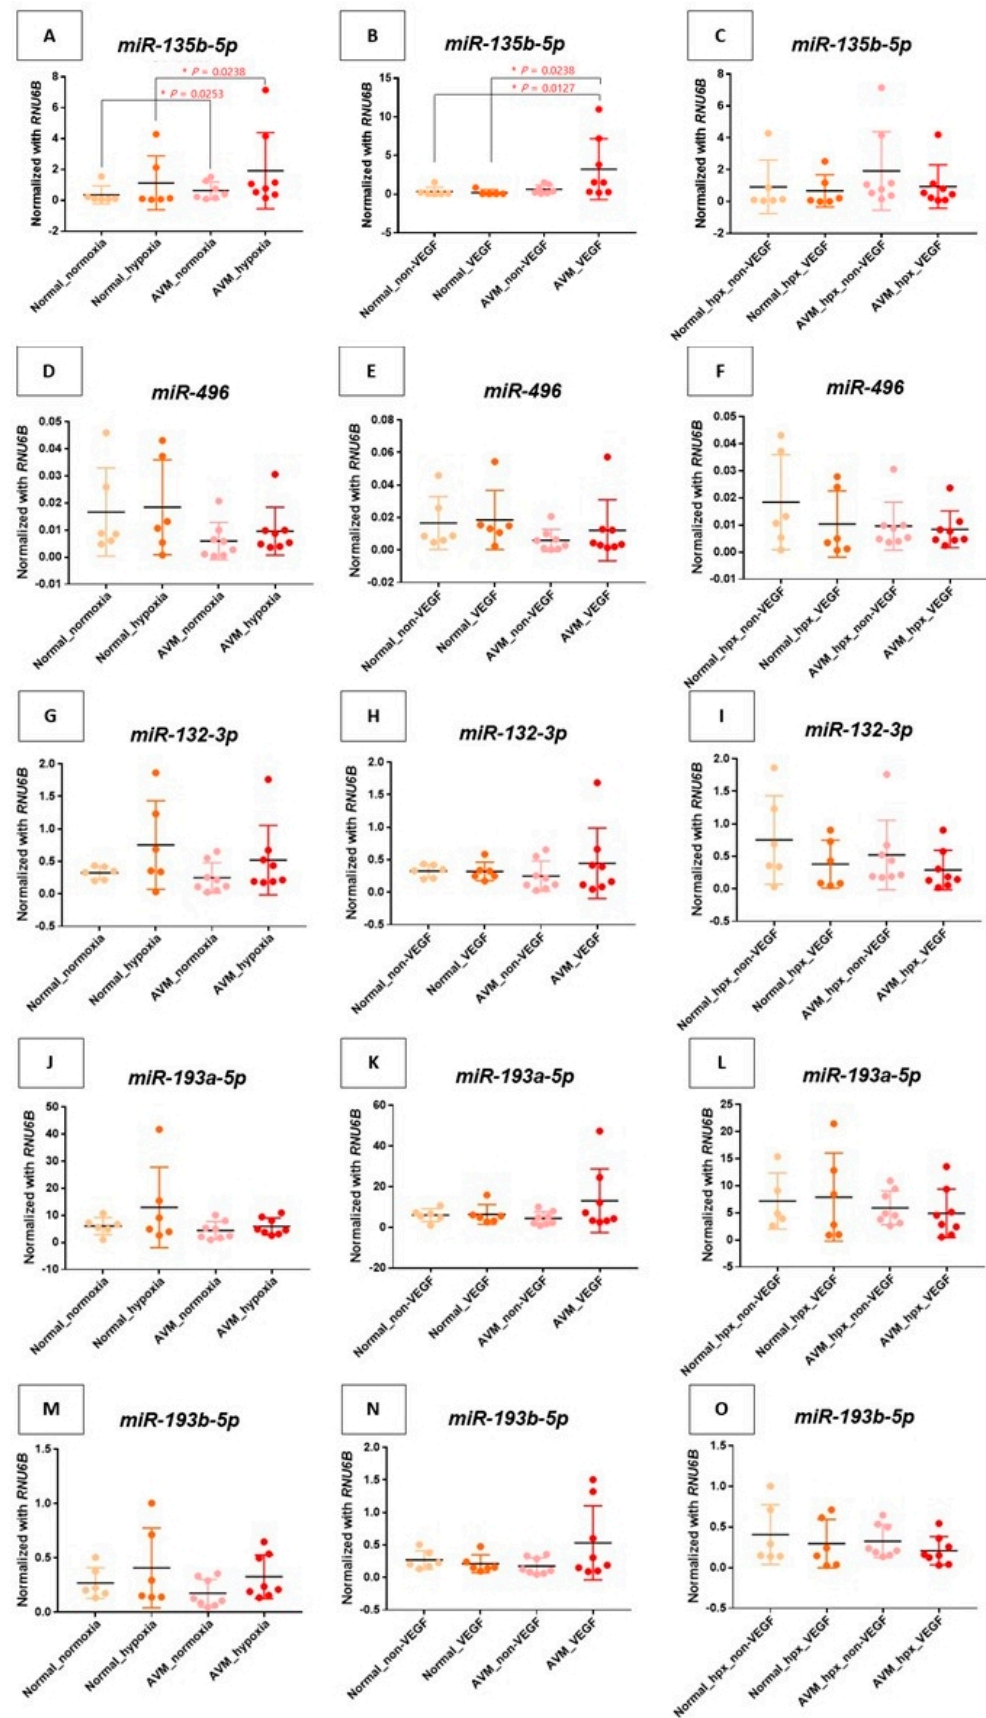 A
miR-135b-5p
* P = 0.0238
* P = 0.0253
Normalized with RNU6B
8
6
4
2
0
-2
Normal_normoxia
Normal_hypoxia
AVM_normoxia
AVM_hypoxia
B
miR-135b-5p
* P = 0.0238
* P = 0.0127
Normalized with RNU6B
15
10
5
0
-5
Normal_non-VEGF
Normal_VEGF
AVM_non-VEGF
AVM_VEGF
C
miR-135b-5p
Normalized with RNU6B
8
6
4
2
0
-2
Normal_hpx_non-VEGF
Normal_hpx_VEGF
AVM_hpx_non-VEGF
AVM_hpx_VEGF
D
miR-496
Normalized with RNU6B
0.05
0.04
0.03
0.02
0.01
0.00
-0.01
Normal_normoxia
Normal_hypoxia
AVM_normoxia
AVM_hypoxia
E
miR-496
Normalized with RNU6B
0.08
0.06
0.04
0.02
0.00
-0.02
Normal_non-VEGF
Normal_VEGF
AVM_non-VEGF
AVM_VEGF
F
miR-496
Normalized with RNU6B
0.05
0.04
0.03
0.02
0.01
0.00
-0.01
Normal_hpx_non-VEGF
Normal_hpx_VEGF
AVM_hpx_non-VEGF
AVM_hpx_VEGF
G
miR-132-3p
Normalized with RNU6B
2.0
1.5
1.0
0.5
0.0
-0.5
Normal_normoxia
Normal_hypoxia
AVM_normoxia
AVM_hypoxia
H
miR-132-3p
Normalized with RNU6B
2.0
1.5
1.0
0.5
0.0
-0.5
Normal_non-VEGF
Normal_VEGF
AVM_non-VEGF
AVM_VEGF
I
miR-132-3p
Normalized with RNU6B
2.0
1.5
1.0
0.5
0.0
-0.5
Normal_hpx_non-VEGF
Normal_hpx_VEGF
AVM_hpx_non-VEGF
AVM_hpx_VEGF
J
miR-193a-5p
Normalized with RNU6B
50
40
30
20
10
0
-10
Normal_normoxia
Normal_hypoxia
AVM_normoxia
AVM_hypoxia
K
miR-193a-5p
Normalized with RNU6B
60
40
20
0
-20
Normal_non-VEGF
Normal_VEGF
AVM_non-VEGF
AVM_VEGF
L
miR-193a-5p
Normalized with RNU6B
25
20
15
10
5
0
-5
Normal_hpx_non-VEGF
Normal_hpx_VEGF
AVM_hpx_non-VEGF
AVM_hpx_VEGF
M
miR-193b-5p
Normalized with RNU6B
1.5
1.0
0.5
0.0
Normal_normoxia
Normal_hypoxia
AVM_normoxia
AVM_hypoxia
N
miR-193b-5p
Normalized with RNU6B
2.0
1.5
1.0
0.5
0.0
-0.5
Normal_non-VEGF
Normal_VEGF
AVM_non-VEGF
AVM_VEGF
O
miR-193b-5p
Normalized with RNU6B
1.5
1.0
0.5
0.0
-0.5
Normal_hpx_non-VEGF
Normal_hpx_VEGF
AVM_hpx_non-VEGF
AVM_hpx_VEGF